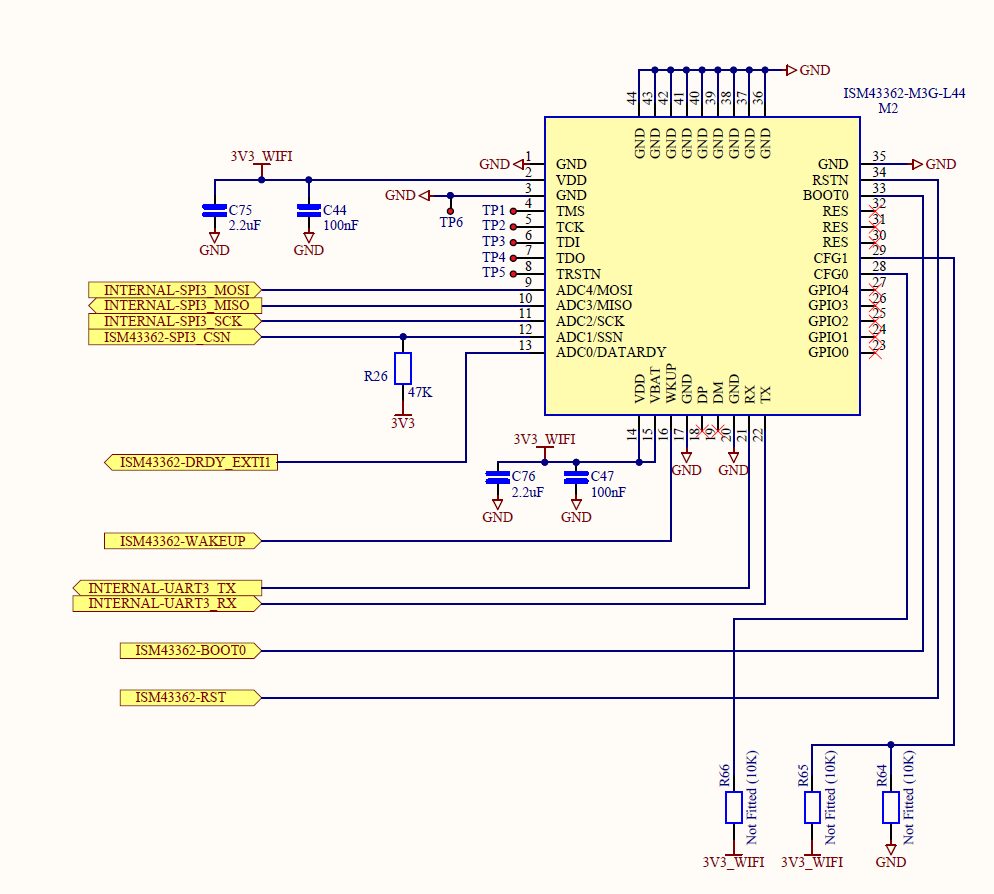 GND
44 43 42 41 40 39 38 37 36
ISM43362-M3G-L44
M2
GND GND GND GND GND GND GND GND GND
3V3_WIFI
C75
2.2uF
GND
C44
100nF
GND
GND 1 GND
2 VDD
GND 3 GND
TP6
TP1 4 TMS
TP2 5 TCK
TP3 6 TDI
TP4 7 TDO
TP5 8 TRSTN
INTERNAL-SPI3_MOSI 9 ADC4/MOSI
INTERNAL-SPI3_MISO 10 ADC3/MISO
INTERNAL-SPI3_SCK 11 ADC2/SCK
ISM43362-SPI3_CSN 12 ADC1/SSN
13 ADC0/DATARDY
GND 35 GND
RSTN 34
BOOT0 33
RES 32
RES 31
RES 30
CFG1 29
CFG0 28
GPIO4 27
GPIO3 26
GPIO2 25
GPIO1 24
GPIO0 23
R26
47K
3V3
VDD VBAT WKUP GND DP DM GND RX TX
14 15 16 17 18 19 20 21 22
GND GND
ISM43362-DRDY_EXTI1
3V3_WIFI
C76
2.2uF
GND
C47
100nF
GND
ISM43362-WAKEUP
INTERNAL-UART3_TX
INTERNAL-UART3_RX
ISM43362-BOOT0
ISM43362-RST
R66
Not Fitted (10K)
3V3_WIFI
R65
Not Fitted (10K)
3V3_WIFI
R64
Not Fitted (10K)
GND